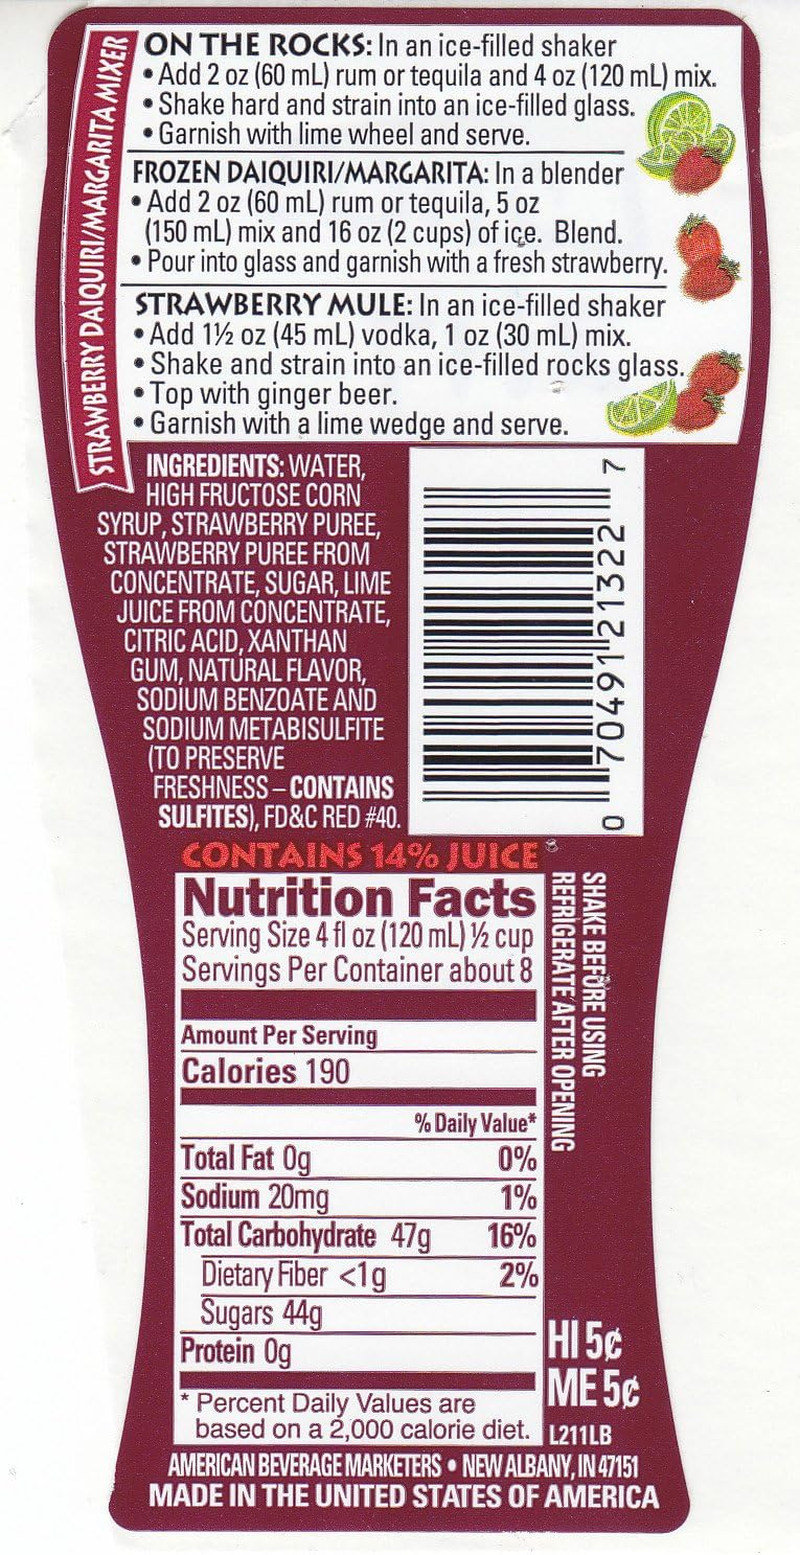 STRAWBERRY DAIQUIRI/MARGARITA MIXER
ON THE ROCKS: In an ice-filled shaker
• Add 2 oz (60 mL) rum or tequila and 4 oz (120 mL) mix.
• Shake hard and strain into an ice-filled glass.
• Garnish with lime wheel and serve.
FROZEN DAIQUIRI/MARGARITA: In a blender
• Add 2 oz (60 mL) rum or tequila, 5 oz
(150 mL) mix and 16 oz (2 cups) of ice. Blend.
• Pour into glass and garnish with a fresh strawberry.
STRAWBERRY MULE: In an ice-filled shaker
• Add 1½ oz (45 mL) vodka, 1 oz (30 mL) mix.
• Shake and strain into an ice-filled rocks glass.
• Top with ginger beer.
• Garnish with a lime wedge and serve.
INGREDIENTS: WATER,
HIGH FRUCTOSE CORN
SYRUP, STRAWBERRY PUREE,
STRAWBERRY PUREE FROM
CONCENTRATE, SUGAR, LIME
JUICE FROM CONCENTRATE,
CITRIC ACID, XANTHAN
GUM, NATURAL FLAVOR,
SODIUM BENZOATE AND
SODIUM METABISULFITE
(TO PRESERVE
FRESHNESS – CONTAINS
SULFITES), FD&C RED #40.
0 70491 21322 7
CONTAINS 14% JUICE
Nutrition Facts
Serving Size 4 fl oz (120 mL) ½ cup
Servings Per Container about 8
Amount Per Serving
Calories 190
% Daily Value*
Total Fat 0g 0%
Sodium 20mg 1%
Total Carbohydrate 47g 16%
Dietary Fiber <1g 2%
Sugars 44g
Protein 0g
* Percent Daily Values are
based on a 2,000 calorie diet.
SHAKE BEFORE USING
REFRIGERATE AFTER OPENING
HI 5¢
ME 5¢
L211LB
AMERICAN BEVERAGE MARKETERS • NEW ALBANY, IN 47151
MADE IN THE UNITED STATES OF AMERICA